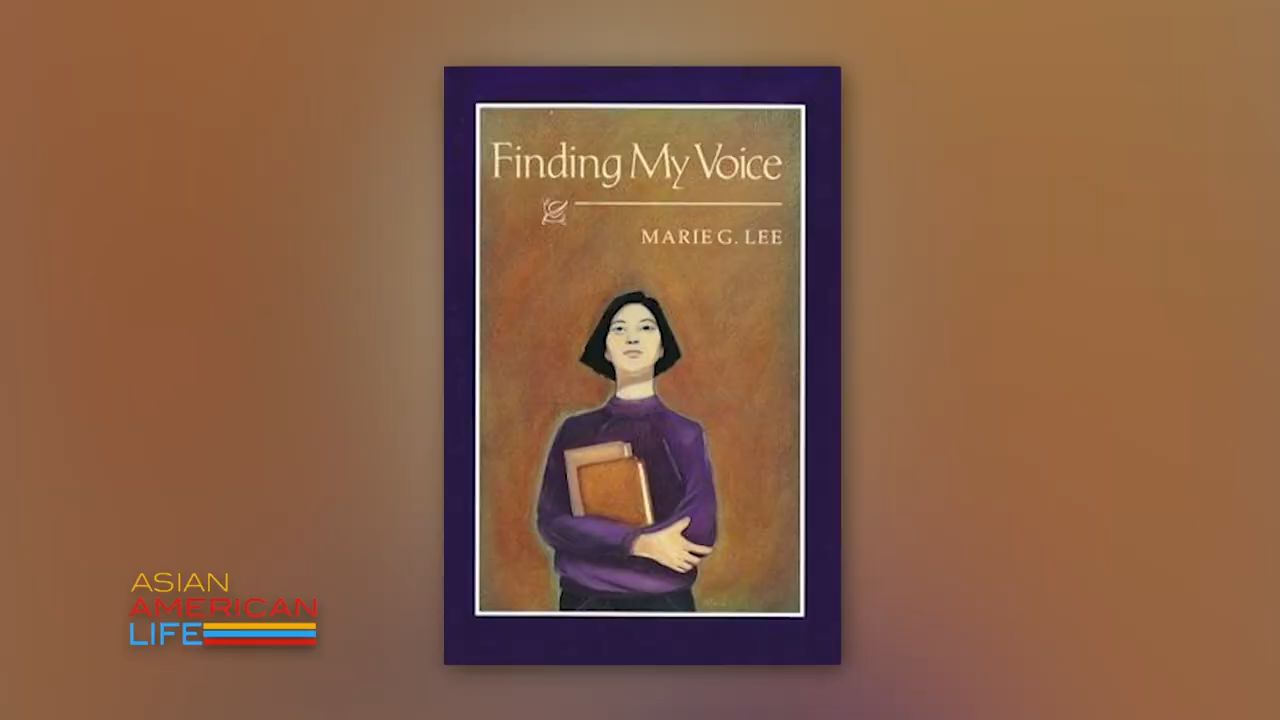 Finding My Voice
MARIE G. LEE
ASIAN
AMERICAN
LIFE